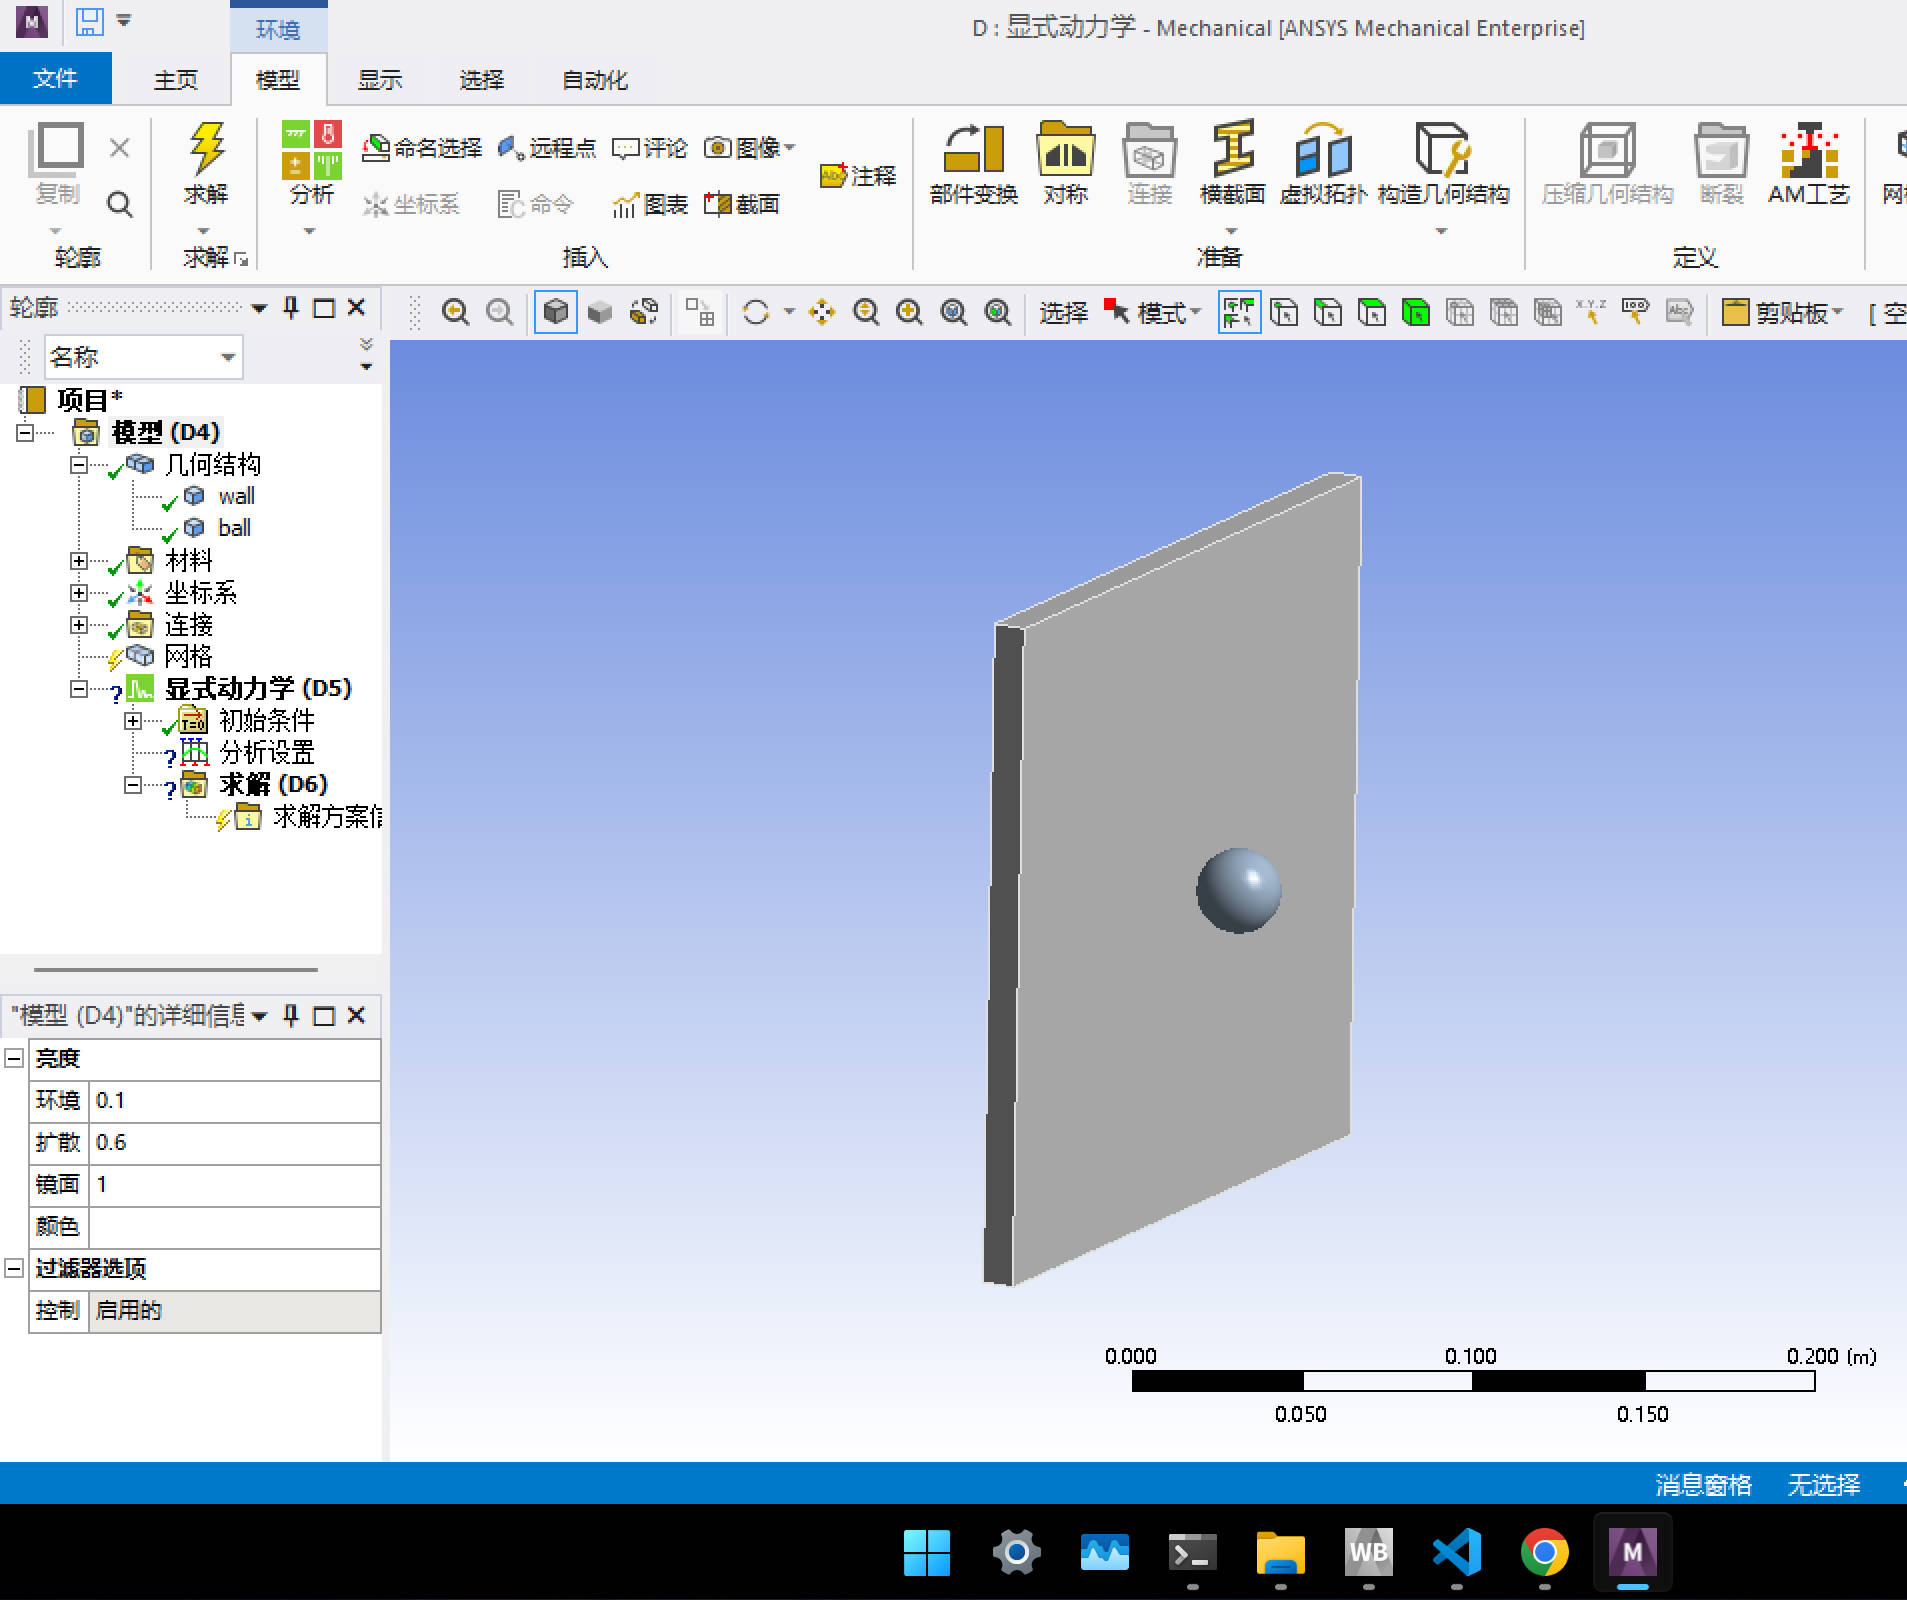 M
环境
D : 显式动力学 - Mechanical [ANSYS Mechanical Enterprise]
文件 主页 模型 显示 选择 自动化
复制
轮廓
求解
求解
分析
命名选择 远程点 评论 图像
坐标系 命令 图表 截面
Abc 注释
插入
部件变换 对称 连接 横截面 虚拟拓扑 构造几何结构
准备
压缩几何结构 断裂 AM工艺
定义
轮廓
选择 模式 剪贴板 [ 空
名称
项目*
模型 (D4)
几何结构
wall
ball
材料
坐标系
连接
网格
显式动力学 (D5)
T=0 初始条件
分析设置
求解 (D6)
求解方案信
"模型 (D4)"的详细信息
亮度
环境 0.1
扩散 0.6
镜面 1
颜色
过滤器选项
控制 启用的
0.000 0.100 0.200 (m)
0.050 0.150
消息窗格 无选择
WB M